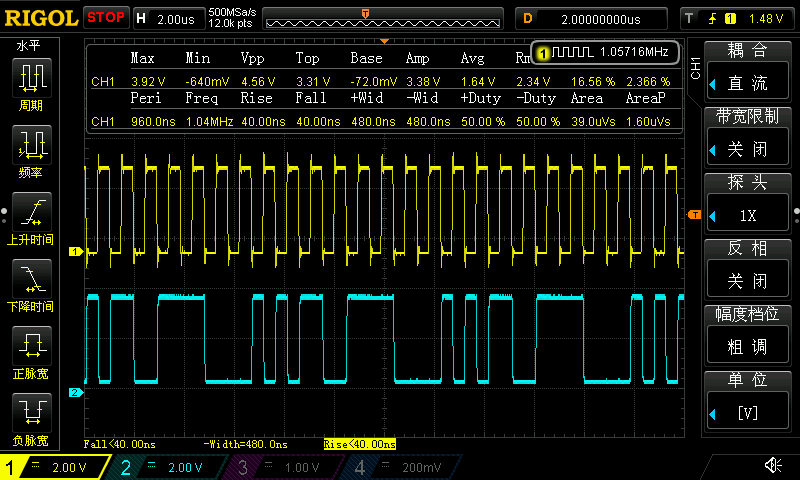 RIGOL STOP H 2.00us 500MSa/s 12.0k pts T D 2.00000000us T 1 1.48 V
水平
周期
频率
上升时间
下降时间
正脉宽
负脉宽
1 1.05716MHz
Max Min Vpp Top Base Amp Avg
CH1 3.92 V -640mV 4.56 V 3.31 V -72.0mV 3.38 V 1.64 V 2.34 V 16.56 % 2.366 %
Peri Freq Rise Fall +Wid -Wid +Duty -Duty Area AreaP
CH1 960.0ns 1.04MHz 40.00ns 40.00ns 480.0ns 480.0ns 50.00 % 50.00 % 39.0uVs 1.60uVs
1
2
T
Fall<40.00ns -Width=480.0ns Rise<40.00ns
CH1
耦合
直流
带宽限制
关闭
探头
1X
反相
关闭
幅度档位
粗调
单位
[V]
1 2.00 V 2 2.00 V 3 1.00 V 4 200mV